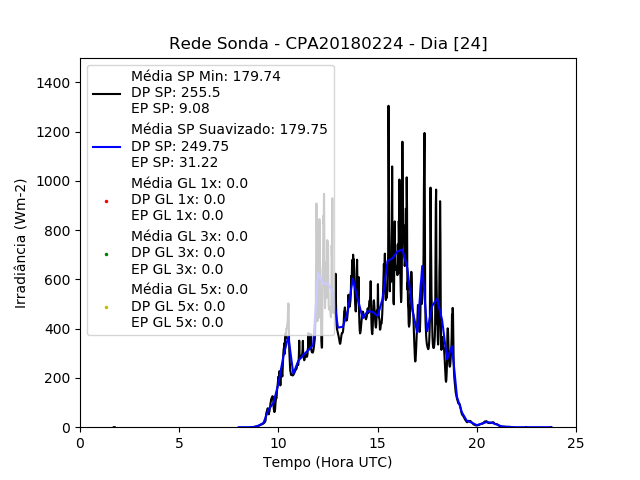 Rede Sonda - CPA20180224 - Dia [24]
Média SP Min: 179.74
DP SP: 255.5
EP SP: 9.08
Média SP Suavizado: 179.75
DP SP: 249.75
EP SP: 31.22
Média GL 1x: 0.0
DP GL 1x: 0.0
EP GL 1x: 0.0
Média GL 3x: 0.0
DP GL 3x: 0.0
EP GL 3x: 0.0
Média GL 5x: 0.0
DP GL 5x: 0.0
EP GL 5x: 0.0
Irradiância (Wm-2)
1400
1200
1000
800
600
400
200
0
0 5 10 15 20 25
Tempo (Hora UTC)